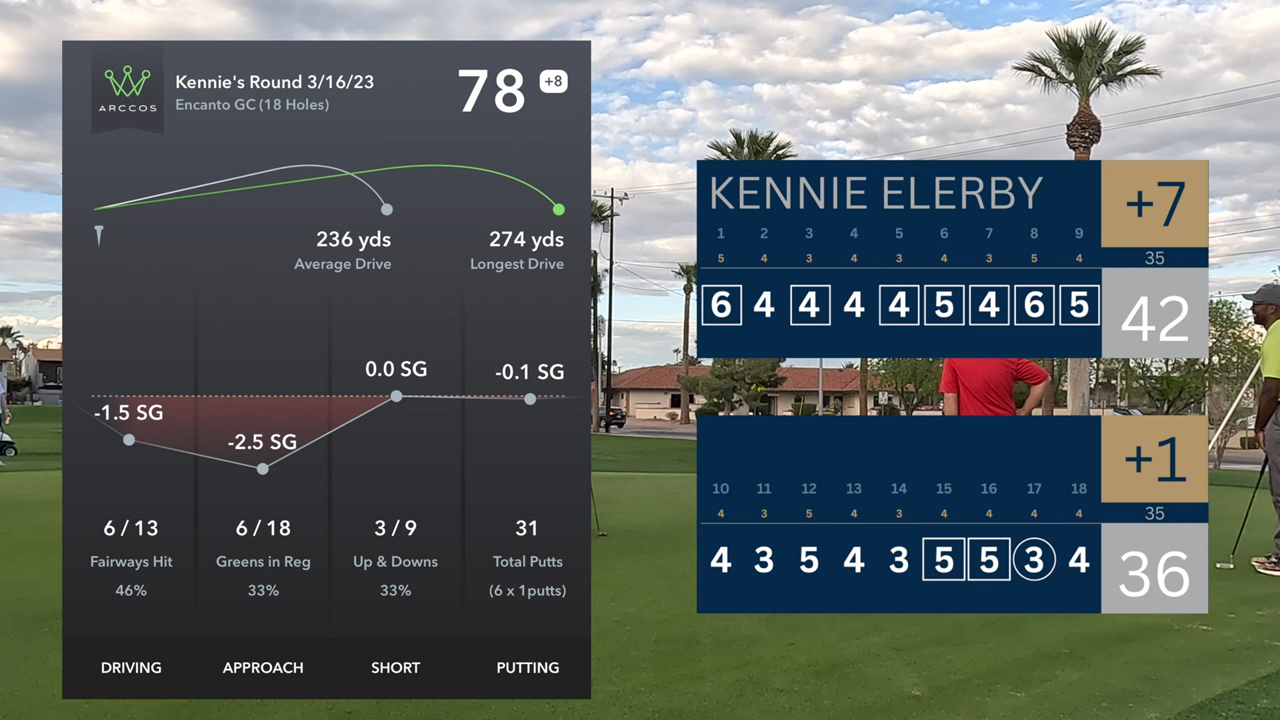 ARCCOS
Kennie's Round 3/16/23
Encanto GC (18 Holes)
78 +8
236 yds
Average Drive
274 yds
Longest Drive
-1.5 SG
-2.5 SG
0.0 SG
-0.1 SG
6 / 13
Fairways Hit
46%
6 / 18
Greens in Reg
33%
3 / 9
Up & Downs
33%
31
Total Putts
(6 x 1putts)
DRIVING APPROACH SHORT PUTTING
KENNIE ELERBY +7
1 2 3 4 5 6 7 8 9
5 4 3 4 3 4 3 5 4 35
6 4 4 4 4 5 4 6 5 42
+1
10 11 12 13 14 15 16 17 18
4 3 5 4 3 4 4 4 4 35
4 3 5 4 3 5 5 3 4 36